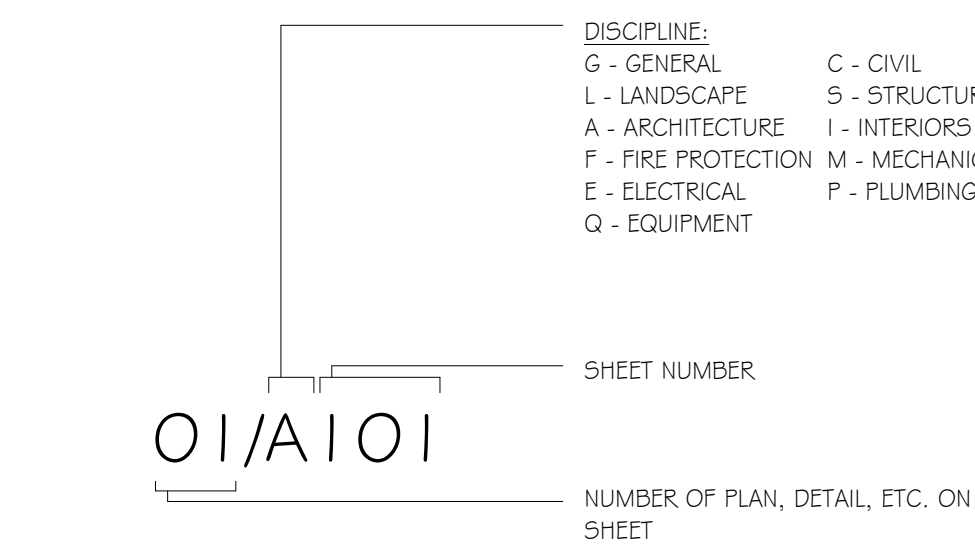 DISCIPLINE:
G - GENERAL C - CIVIL
L - LANDSCAPE S -
A - ARCHITECTURE I - INTERIORS
F - FIRE PROTECTION M -
E - ELECTRICAL P - PLUMBING
Q - EQUIPMENT
SHEET NUMBER
01/A101
NUMBER OF PLAN, DETAIL, ETC. ON
SHEET